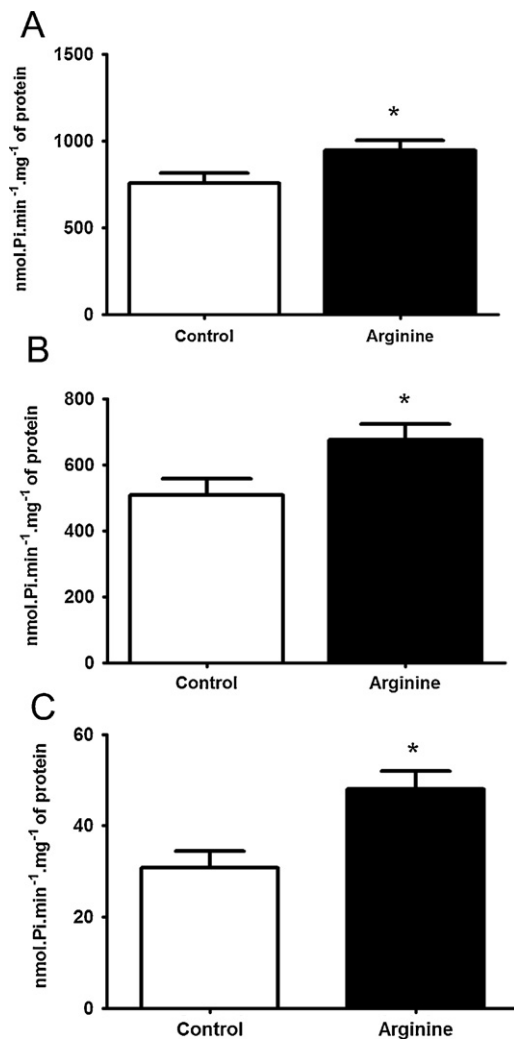 A
nmol.Pi.min⁻¹.mg⁻¹ of protein
1500
1000
500
0
*
Control Arginine
B
nmol.Pi.min⁻¹.mg⁻¹ of protein
800
600
400
200
0
*
Control Arginine
C
nmol.Pi.min⁻¹.mg⁻¹ of protein
60
40
20
0
*
Control Arginine